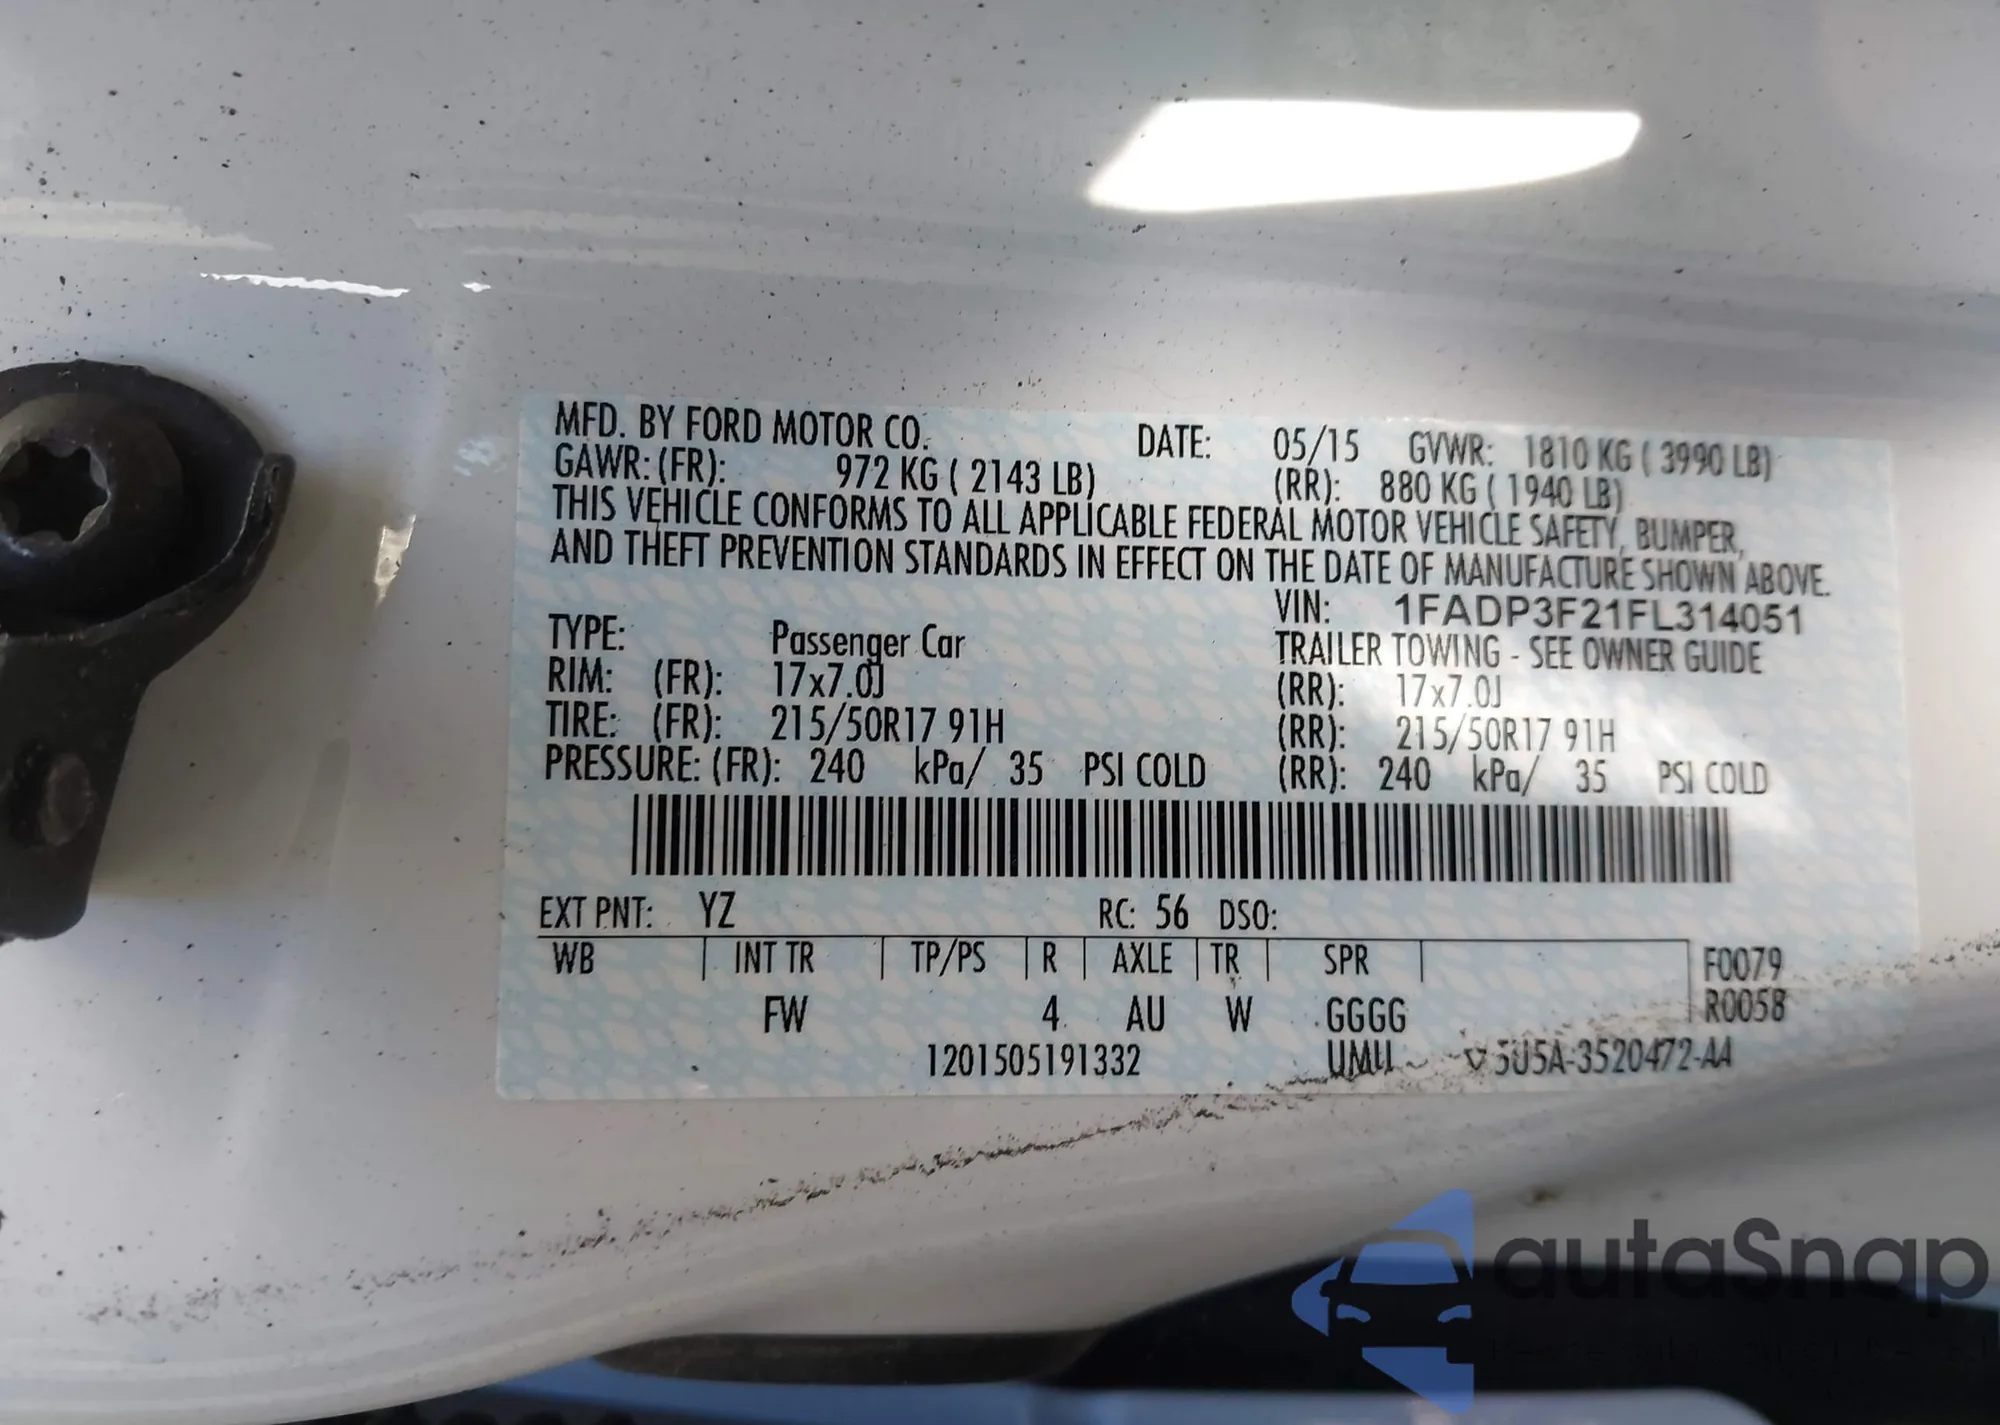 MFD. BY FORD MOTOR CO. DATE: 05/15 GVWR: 1810 KG ( 3990 LB)
GAWR: (FR): 972 KG ( 2143 LB) (RR): 880 KG ( 1940 LB)
THIS VEHICLE CONFORMS TO ALL APPLICABLE FEDERAL MOTOR VEHICLE SAFETY, BUMPER,
AND THEFT PREVENTION STANDARDS IN EFFECT ON THE DATE OF MANUFACTURE SHOWN ABOVE.
VIN: 1FADP3F21FL314051
TYPE: Passenger Car TRAILER TOWING - SEE OWNER GUIDE
RIM: (FR): 17x7.0J (RR): 17x7.0J
TIRE: (FR): 215/50R17 91H (RR): 215/50R17 91H
PRESSURE: (FR): 240 kPa/ 35 PSI COLD (RR): 240 kPa/ 35 PSI COLD
EXT PNT: YZ RC: 56 DSO:
WB INT TR TP/PS R AXLE TR SPR F0079
FW 4 AU W GGGG R0058
1201505191332 UMU 5U5A-3520472-AA
autaSnap